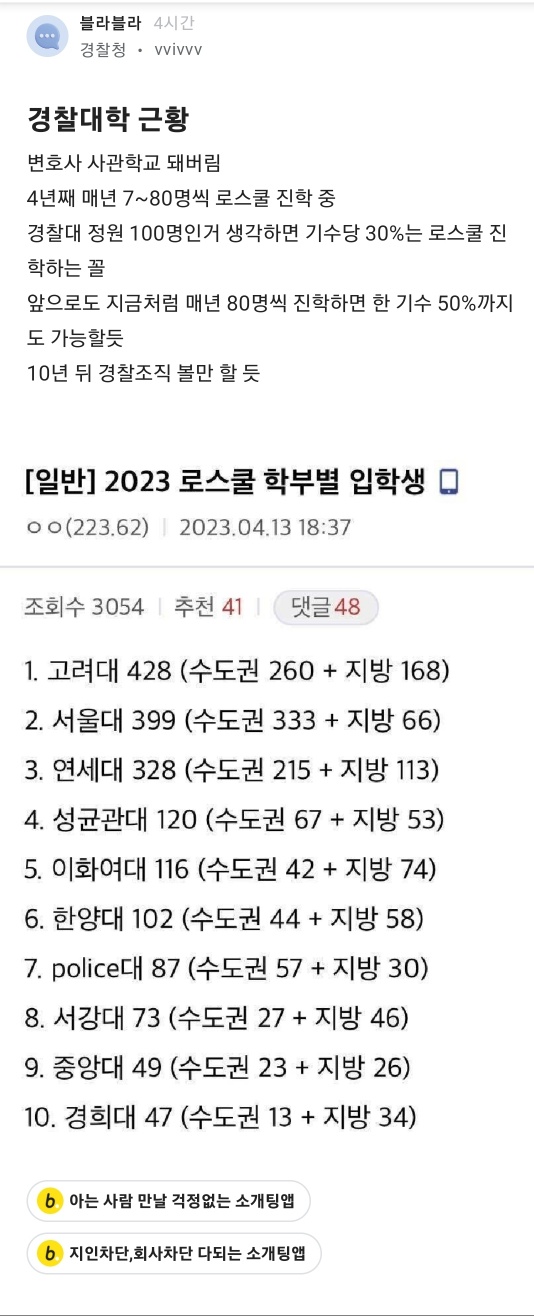 블라블라 4시간
경찰청 • vvivvv
경찰대학 근황
변호사 사관학교 돼버림
4년째 매년 7~80명씩 로스쿨 진학 중
경찰대 정원 100명인거 생각하면 기수당 30%는 로스쿨 진
학하는 꼴
앞으로도 지금처럼 매년 80명씩 진학하면 한 기수 50%까지
도 가능할듯
10년 뒤 경찰조직 볼만 할 듯
[일반] 2023 로스쿨 학부별 입학생
ㅇㅇ(223.62) | 2023.04.13 18:37
조회수 3054 | 추천 41 | 댓글 48
1. 고려대 428 (수도권 260 + 지방 168)
2. 서울대 399 (수도권 333 + 지방 66)
3. 연세대 328 (수도권 215 + 지방 113)
4. 성균관대 120 (수도권 67 + 지방 53)
5. 이화여대 116 (수도권 42 + 지방 74)
6. 한양대 102 (수도권 44 + 지방 58)
7. police대 87 (수도권 57 + 지방 30)
8. 서강대 73 (수도권 27 + 지방 46)
9. 중앙대 49 (수도권 23 + 지방 26)
10. 경희대 47 (수도권 13 + 지방 34)
b. 아는 사람 만날 걱정없는 소개팅앱
b. 지인차단,회사차단 다되는 소개팅앱